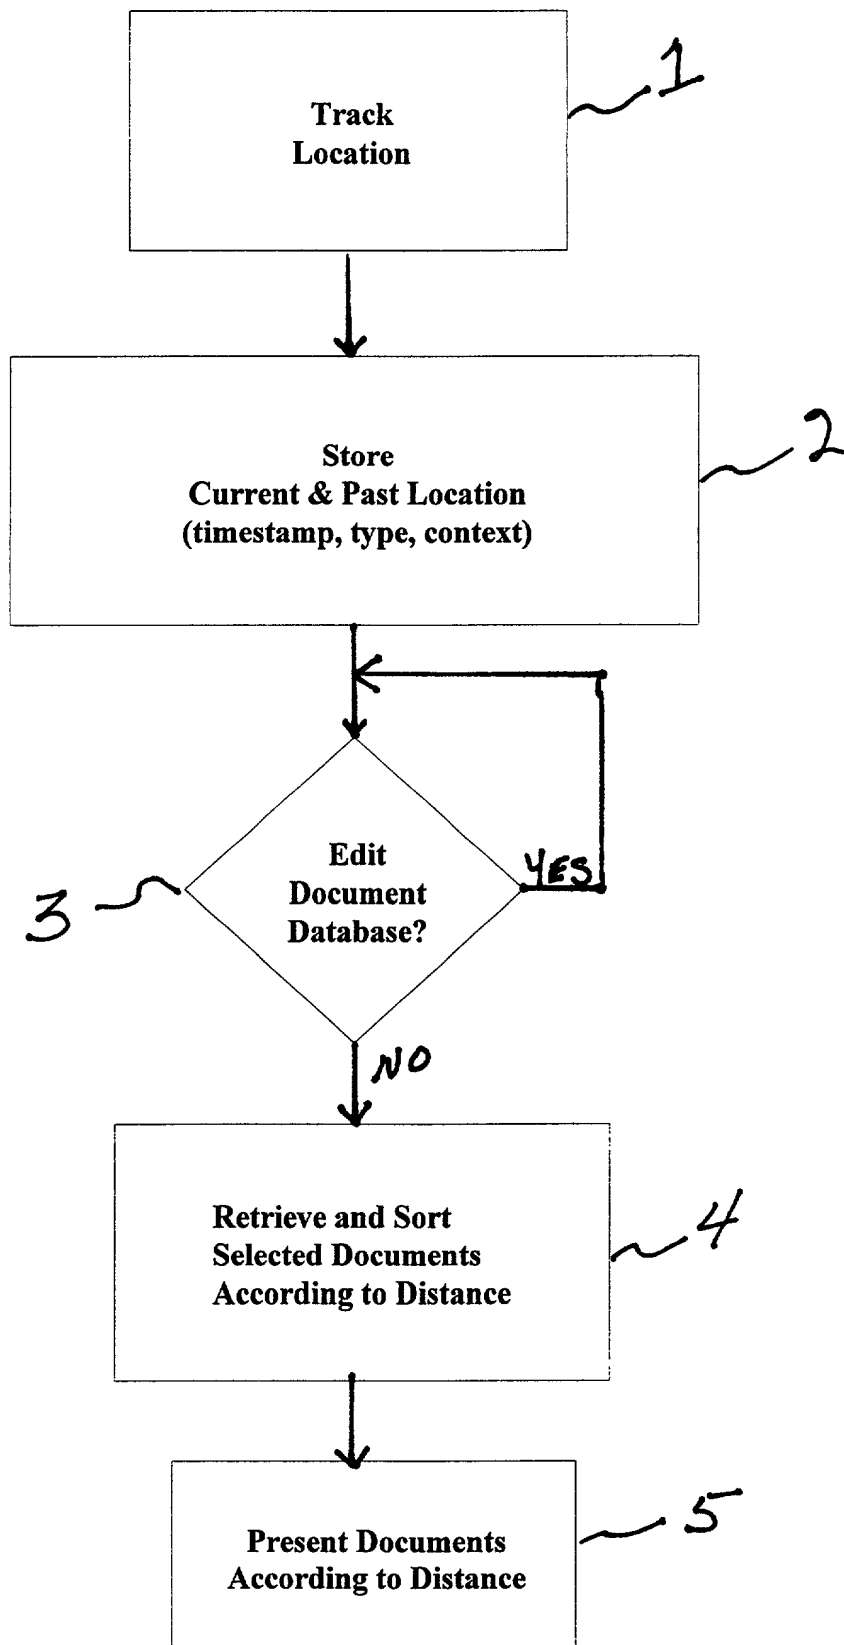 Track
Location
1
Store
Current & Past Location
(timestamp, type, context)
2
Edit
Document
Database?
YES
3
NO
Retrieve and Sort
Selected Documents
According to Distance
4
Present Documents
According to Distance
5